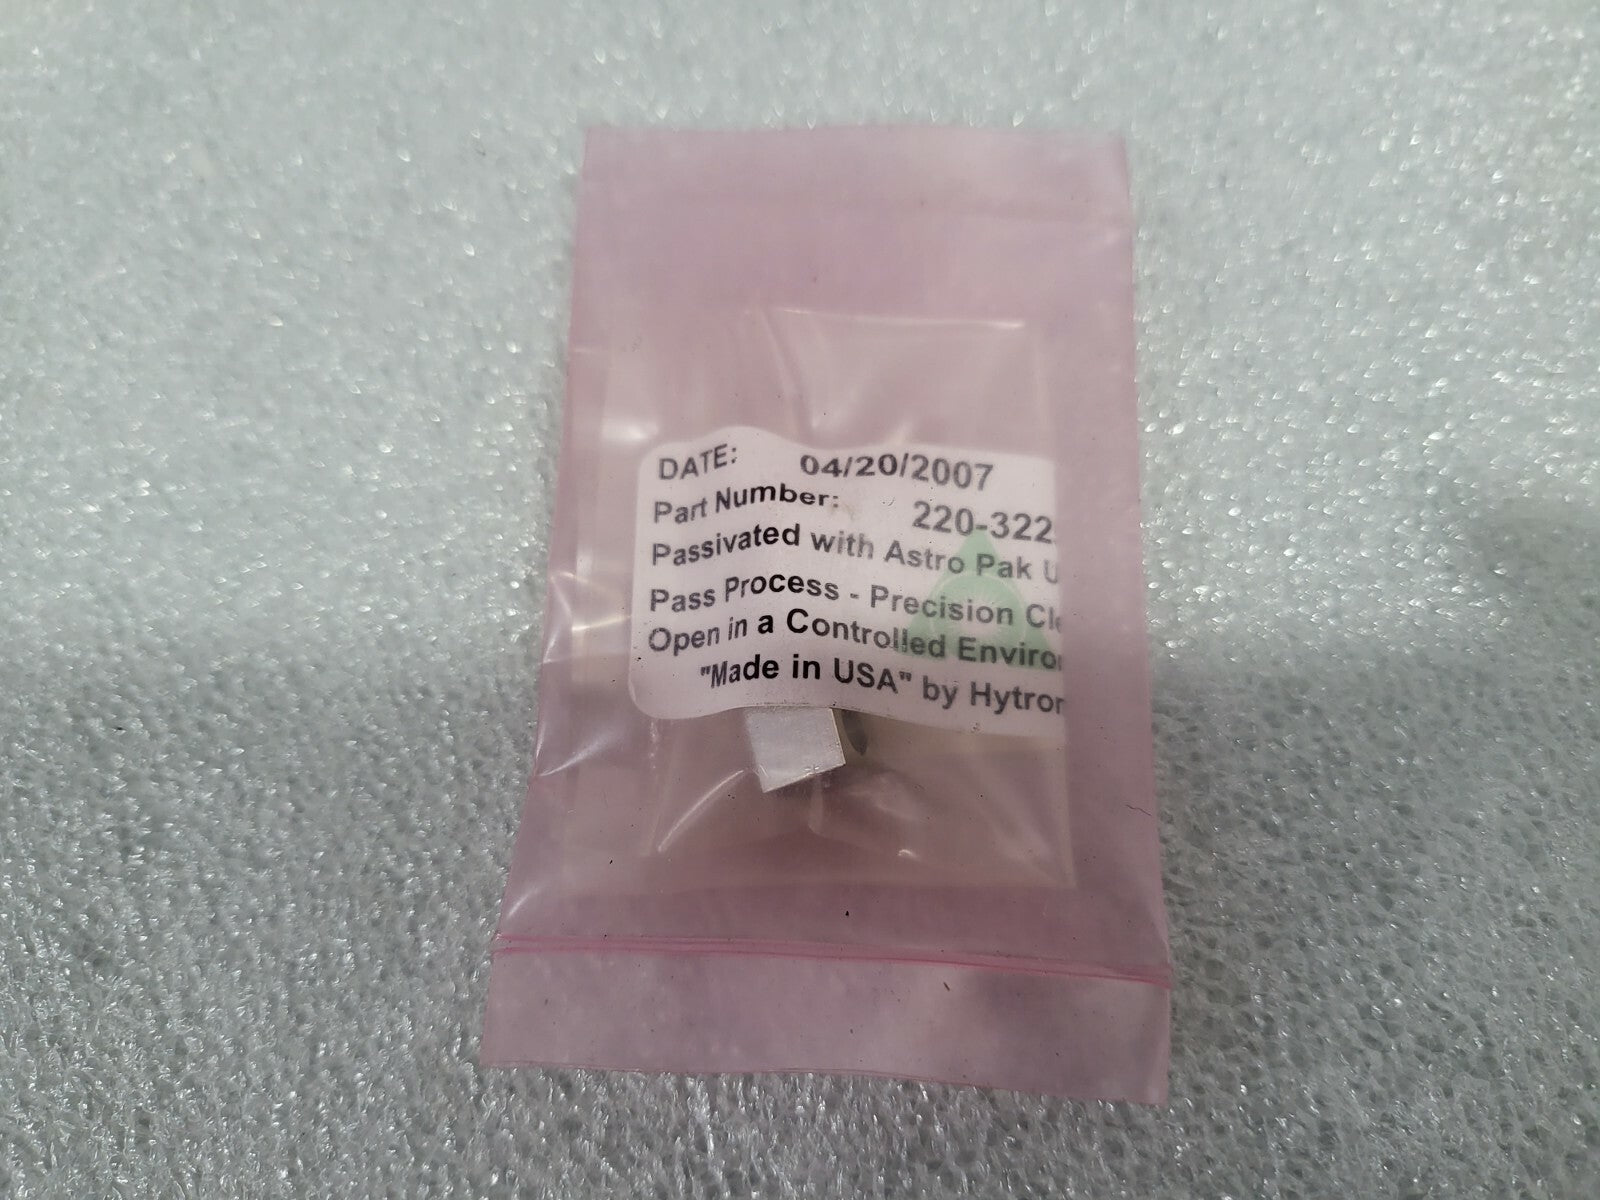 DATE: 04/20/2007
Part Number: 220-322
Passivated with Astro Pak U
Pass Process - Precision Cle
Open in a Controlled Enviro
"Made in USA" by Hytron